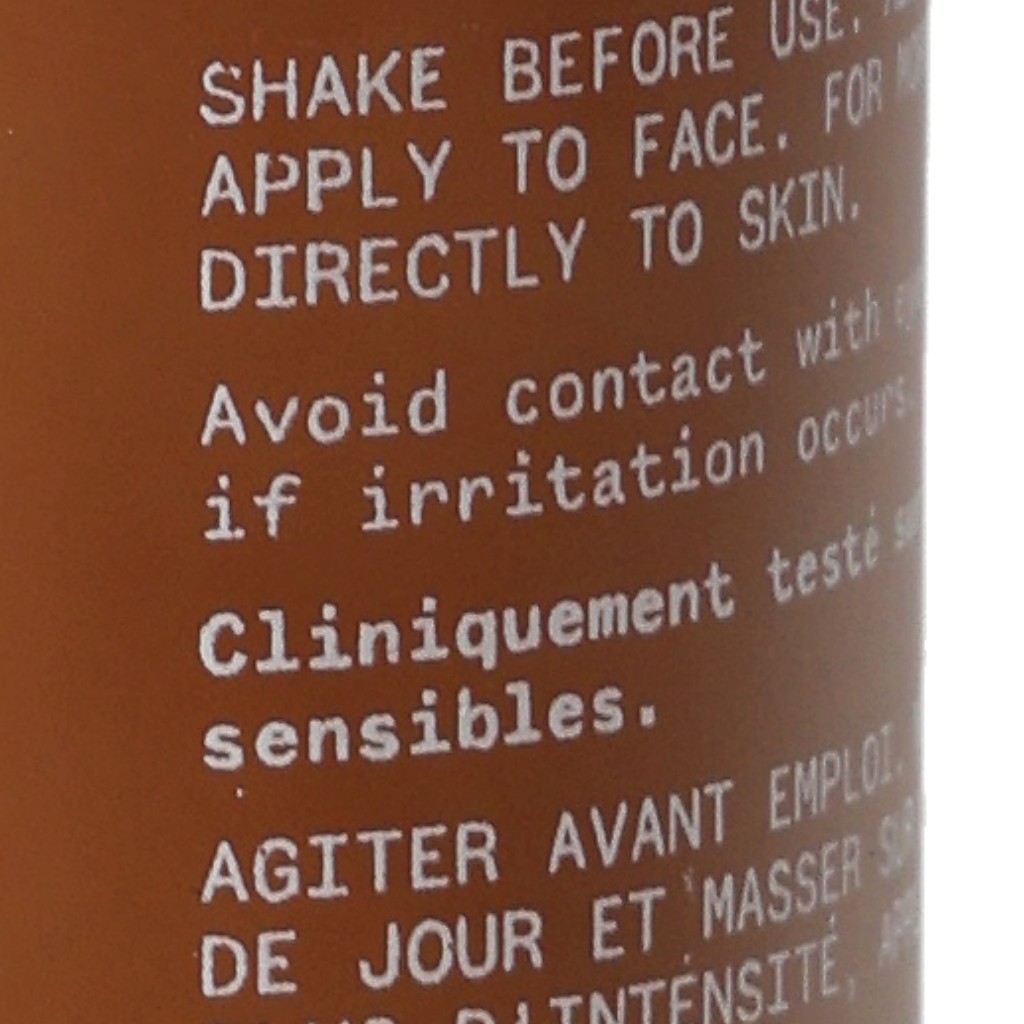 SHAKE BEFORE USE.
APPLY TO FACE. FOR
DIRECTLY TO SKIN.
Avoid contact with
if irritation occurs
Cliniquement testé
sensibles.
AGITER AVANT EMPLOI.
DE JOUR ET MASSER
D'INTENSITÉ,